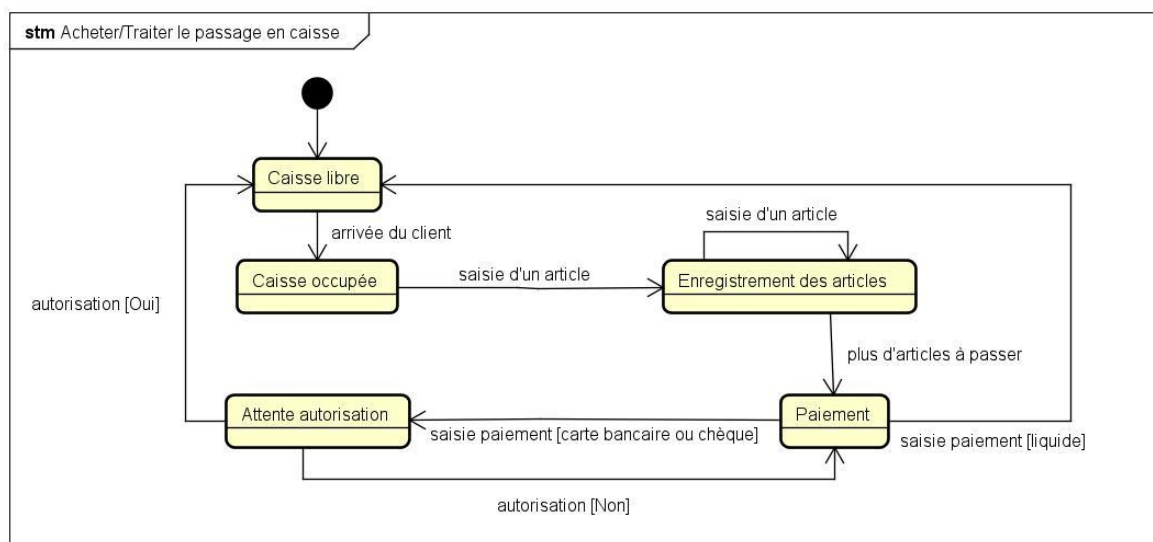 stm Acheter/Traiter le passage en caisse
Caisse libre
saisie d'un article
arrivée du client
Caisse occupée
saisie d'un article
Enregistrement des articles
autorisation [Oui]
plus d'articles à passer
Attente autorisation
Paiement
saisie paiement [carte bancaire ou chèque]
saisie paiement [liquide]
autorisation [Non]